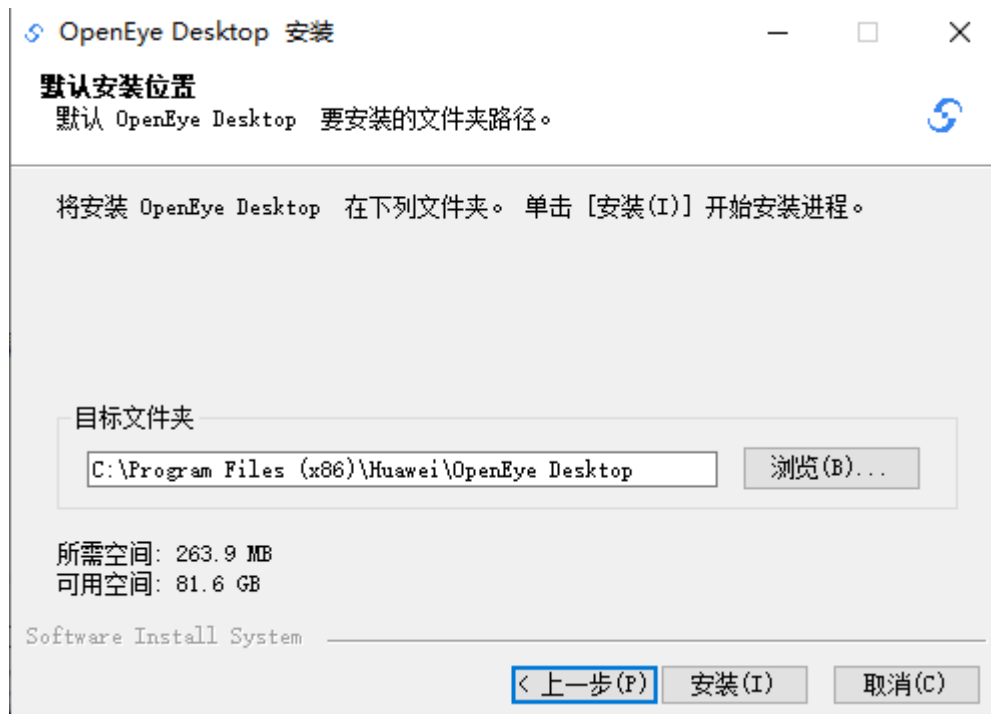 OpenEye Desktop 安装
默认安装位置
默认 OpenEye Desktop 要安装的文件夹路径。
将安装 OpenEye Desktop 在下列文件夹。 单击 [安装(I)] 开始安装进程。
目标文件夹
C:\Program Files (x86)\Huawei\OpenEye Desktop
浏览(B)...
所需空间: 263.9 MB
可用空间: 81.6 GB
Software Install System
< 上一步(P) 安装(I) 取消(C)